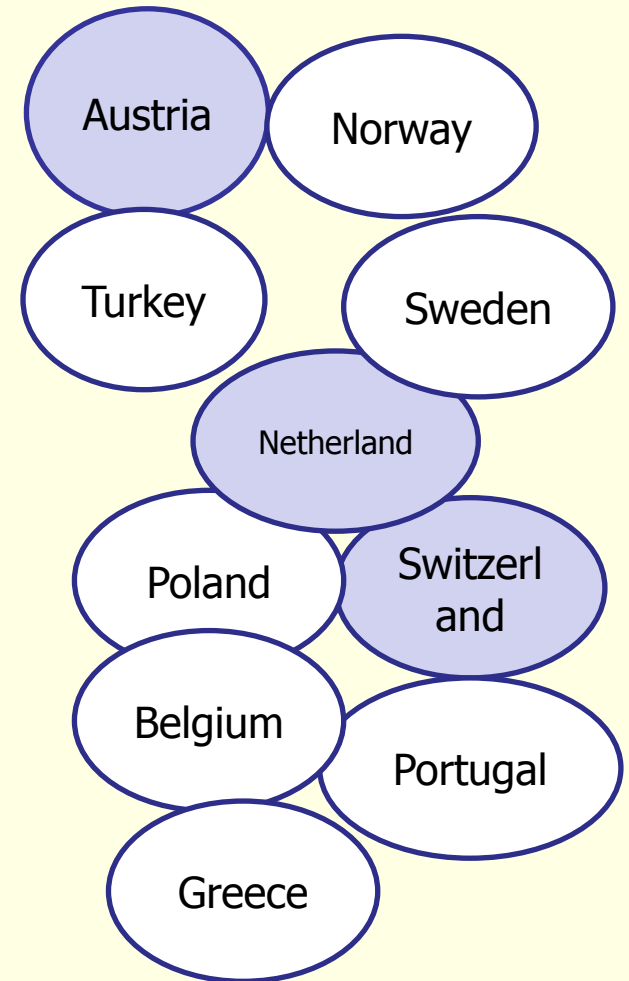 Austria
Norway
Turkey
Sweden
Netherland
Poland
Switzerl
and
Belgium
Portugal
Greece